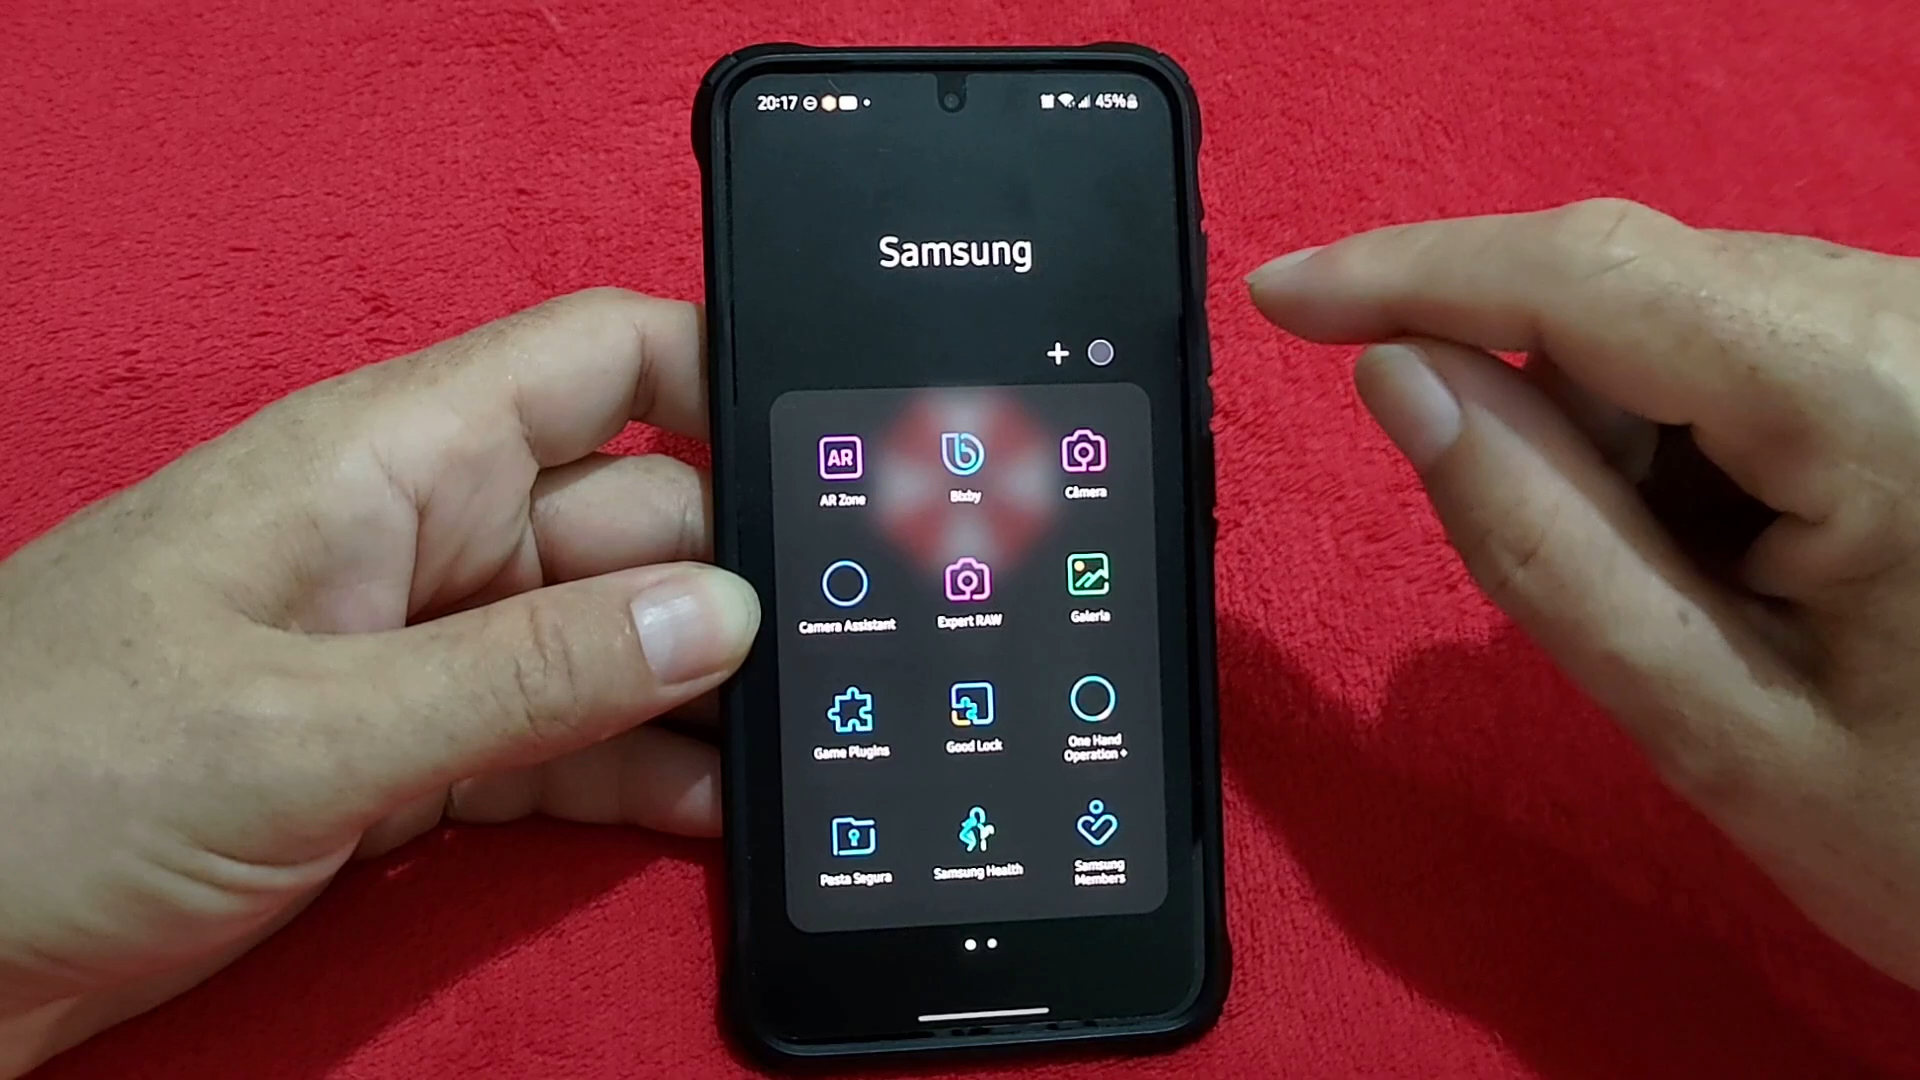 20:17
45%
Samsung
AR
AR Zone
Bixby
Câmera
Camera Assistant
Expert RAW
Galeria
Game Plugins
Good Lock
One Hand
Operation +
Pasta Segura
Samsung Health
Samsung
Members